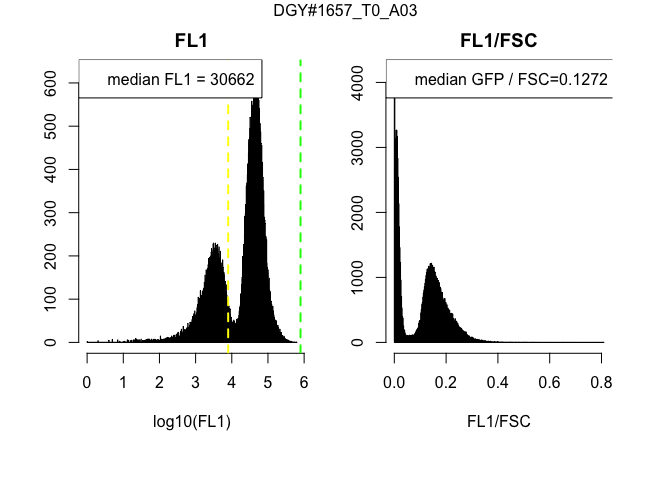 DGY#1657_T0_A03
FL1
median FL1 = 30662
0 100 200 300 400 500 600
0 1 2 3 4 5 6
log10(FL1)
FL1/FSC
median GFP / FSC=0.1272
0 1000 2000 3000 4000
0.0 0.2 0.4 0.6 0.8
FL1/FSC